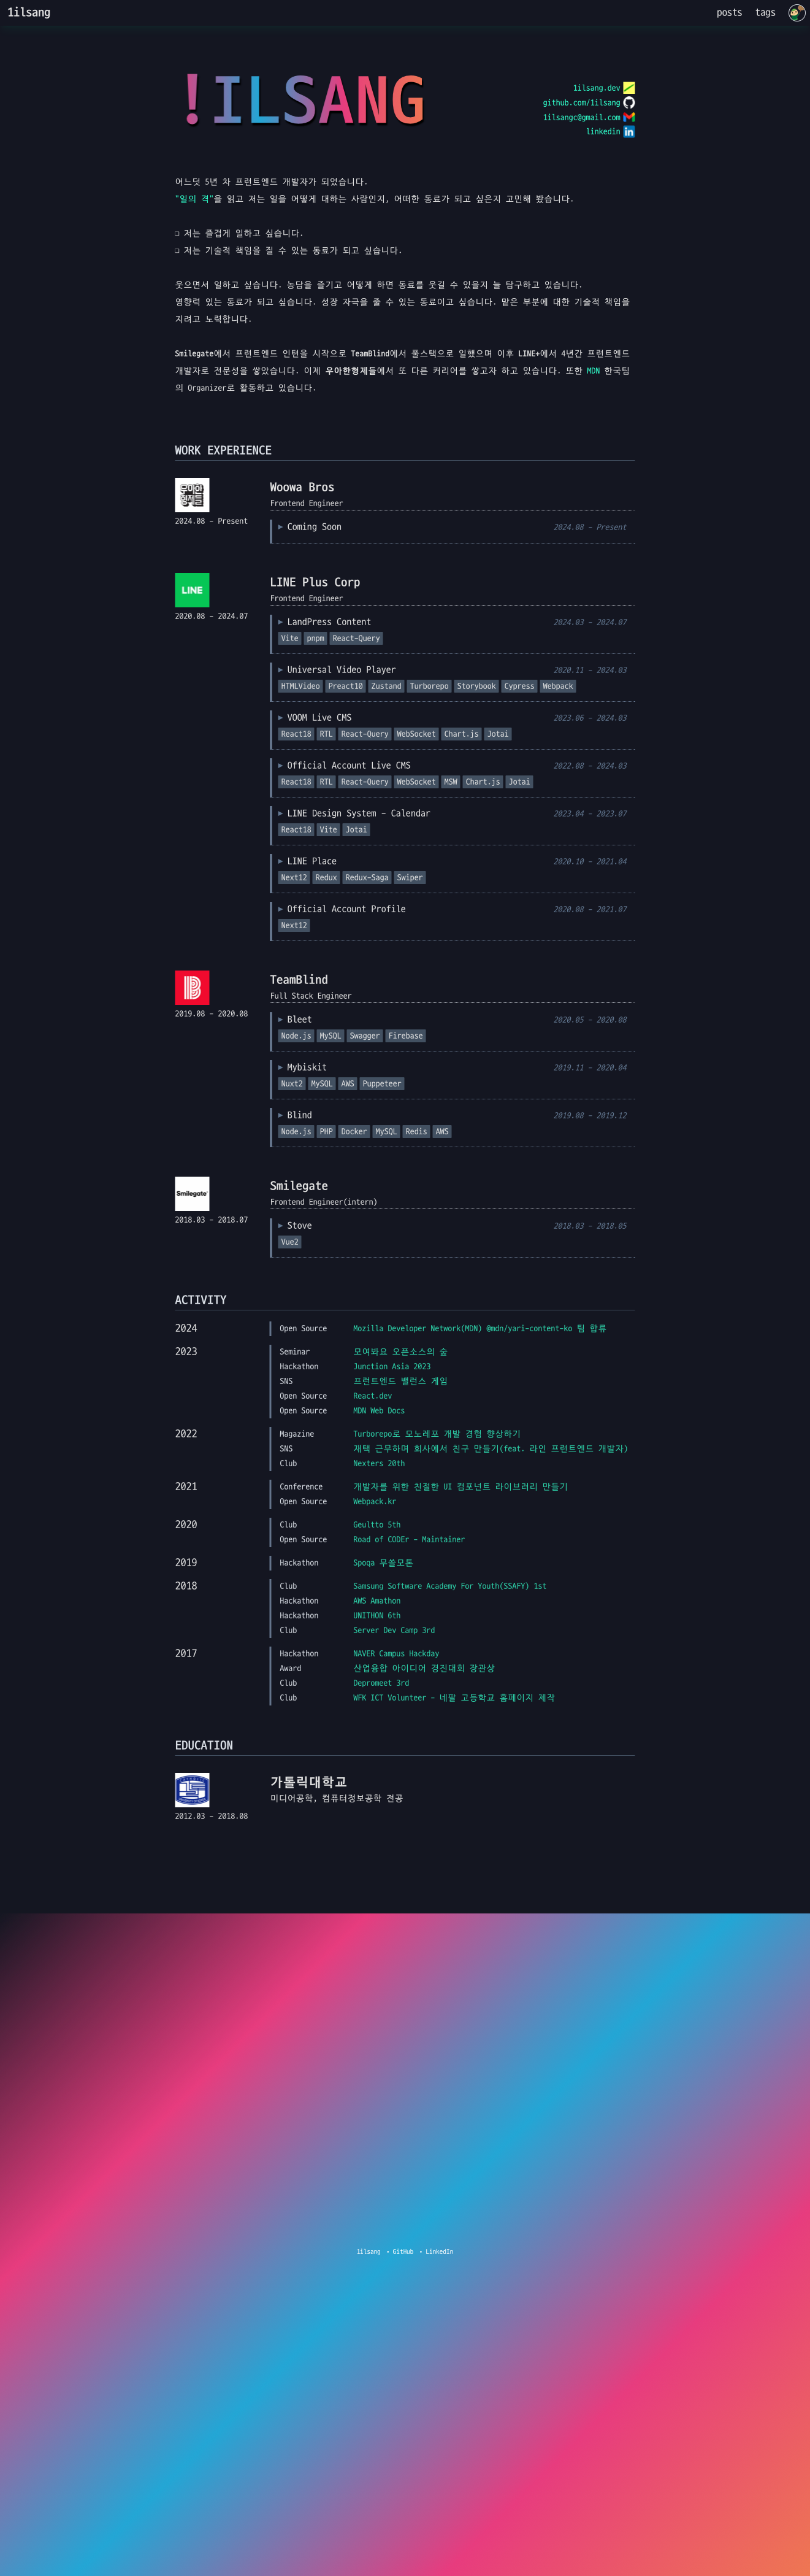 1ilsang
posts tags
!ILSANG
1ilsang.dev
github.com/1ilsang
1ilsangc@gmail.com
linkedin
어느덧 5년 차 프런트엔드 개발자가 되었습니다.
"일의 격"을 읽고 저는 일을 어떻게 대하는 사람인지, 어떠한 동료가 되고 싶은지 고민해 봤습니다.
❏ 저는 즐겁게 일하고 싶습니다.
❏ 저는 기술적 책임을 질 수 있는 동료가 되고 싶습니다.
웃으면서 일하고 싶습니다. 농담을 즐기고 어떻게 하면 동료를 웃길 수 있을지 늘 탐구하고 있습니다.
영향력 있는 동료가 되고 싶습니다. 성장 자극을 줄 수 있는 동료이고 싶습니다. 맡은 부분에 대한 기술적 책임을
지려고 노력합니다.
Smilegate에서 프런트엔드 인턴을 시작으로 TeamBlind에서 풀스택으로 일했으며 이후 LINE+에서 4년간 프런트엔드
개발자로 전문성을 쌓았습니다. 이제 우아한형제들에서 또 다른 커리어를 쌓고자 하고 있습니다. 또한 MDN 한국팀
의 Organizer로 활동하고 있습니다.
WORK EXPERIENCE
우아한형제들
2024.08 - Present
Woowa Bros
Frontend Engineer
▶ Coming Soon 2024.08 - Present
LINE
2020.08 - 2024.07
LINE Plus Corp
Frontend Engineer
▶ LandPress Content 2024.03 - 2024.07
Vite pnpm React-Query
▶ Universal Video Player 2020.11 - 2024.03
HTMLVideo Preact10 Zustand Turborepo Storybook Cypress Webpack
▶ VOOM Live CMS 2023.06 - 2024.03
React18 RTL React-Query WebSocket Chart.js Jotai
▶ Official Account Live CMS 2022.08 - 2024.03
React18 RTL React-Query WebSocket MSW Chart.js Jotai
▶ LINE Design System - Calendar 2023.04 - 2023.07
React18 Vite Jotai
▶ LINE Place 2020.10 - 2021.04
Next12 Redux Redux-Saga Swiper
▶ Official Account Profile 2020.08 - 2021.07
Next12
2019.08 - 2020.08
TeamBlind
Full Stack Engineer
▶ Bleet 2020.05 - 2020.08
Node.js MySQL Swagger Firebase
▶ Mybiskit 2019.11 - 2020.04
Nuxt2 MySQL AWS Puppeteer
▶ Blind 2019.08 - 2019.12
Node.js PHP Docker MySQL Redis AWS
Smilegate
2018.03 - 2018.07
Smilegate
Frontend Engineer(intern)
▶ Stove 2018.03 - 2018.05
Vue2
ACTIVITY
2024 Open Source Mozilla Developer Network(MDN) @mdn/yari-content-ko 팀 합류
2023 Seminar 모여봐요 오픈소스의 숲
Hackathon Junction Asia 2023
SNS 프런트엔드 밸런스 게임
Open Source React.dev
Open Source MDN Web Docs
2022 Magazine Turborepo로 모노레포 개발 경험 향상하기
SNS 재택 근무하며 회사에서 친구 만들기(feat. 라인 프런트엔드 개발자)
Club Nexters 20th
2021 Conference 개발자를 위한 친절한 UI 컴포넌트 라이브러리 만들기
Open Source Webpack.kr
2020 Club Geultto 5th
Open Source Road of CODEr - Maintainer
2019 Hackathon Spoqa 무쓸모톤
2018 Club Samsung Software Academy For Youth(SSAFY) 1st
Hackathon AWS Amathon
Hackathon UNITHON 6th
Club Server Dev Camp 3rd
2017 Hackathon NAVER Campus Hackday
Award 산업융합 아이디어 경진대회 장관상
Club Depromeet 3rd
Club WFK ICT Volunteer - 네팔 고등학교 홈페이지 제작
EDUCATION
2012.03 - 2018.08
가톨릭대학교
미디어공학, 컴퓨터정보공학 전공
1ilsang • GitHub • LinkedIn